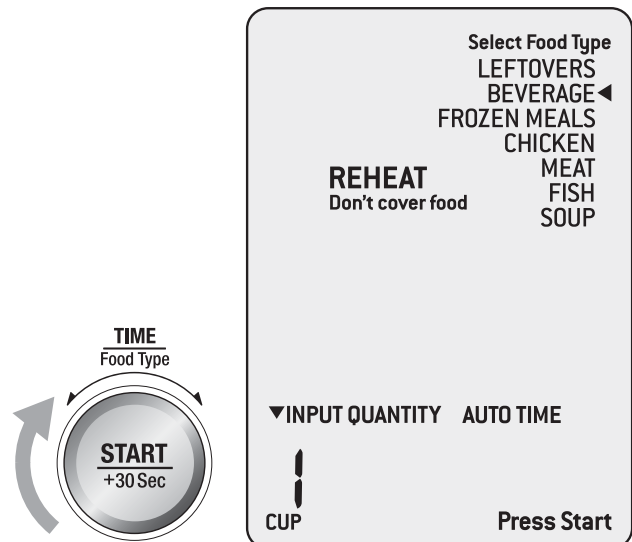 Select Food Type
LEFTOVERS
BEVERAGE◀
FROZEN MEALS
CHICKEN
MEAT
FISH
SOUP
REHEAT
Don't cover food
▼INPUT QUANTITY AUTO TIME
1
CUP
Press Start
TIME
Food Type
START
+30 Sec